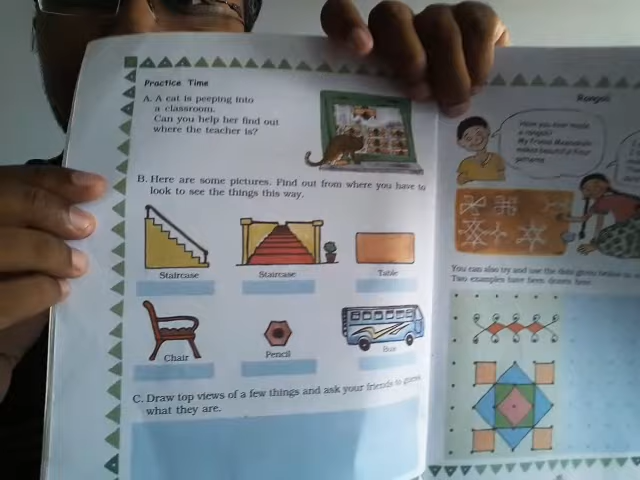 Practice Time
A. A cat is peeping into
a classroom.
Can you help her find out
where the teacher is?
B. Here are some pictures. Find out from where you have to
look to see the things this way.
Staircase
Staircase
Table
Chair
Pencil
Bus
C. Draw top views of a few things and ask your friends to guess
what they are.
Rangoli
Have you ever made
a rangoli?
My Friend
makes beautiful floor
patterns
You can also try and use the dots given below
Two examples have been drawn here.